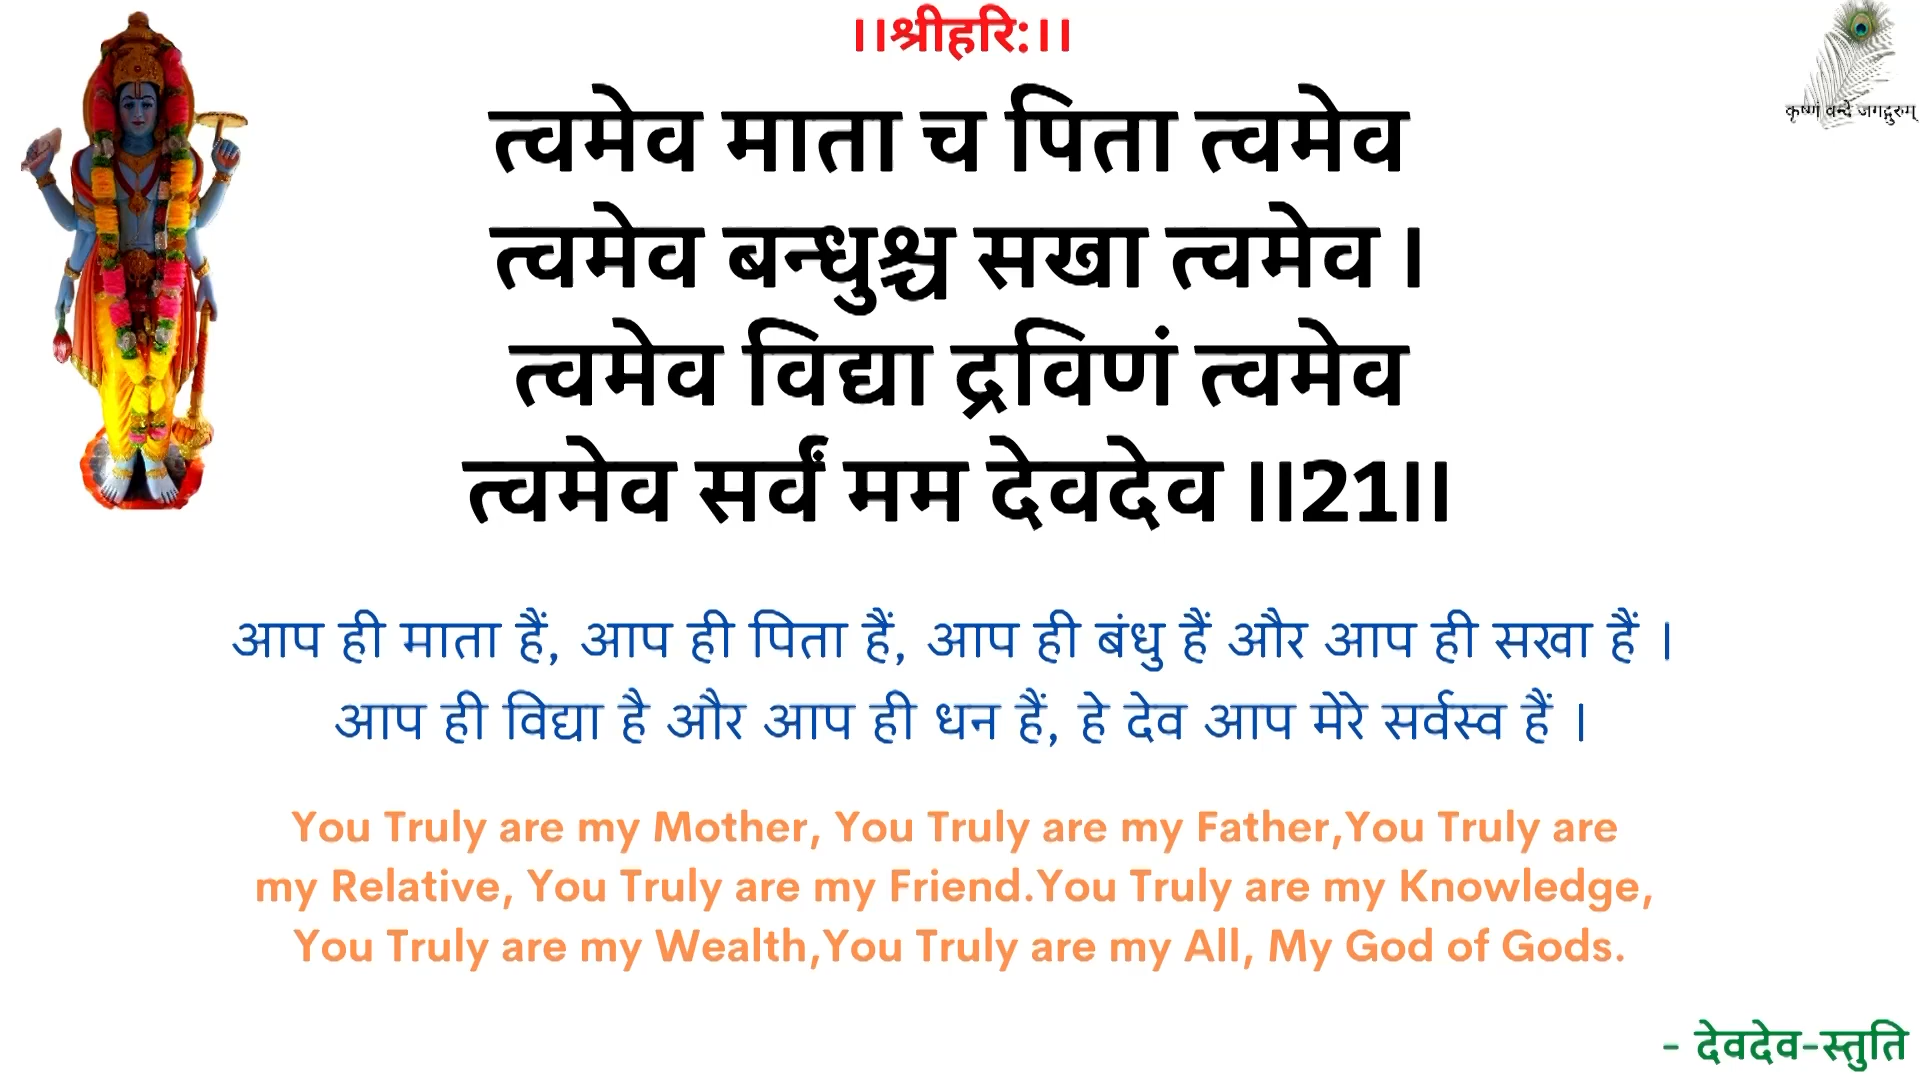 ।।श्रीहरि:।।
कृष्णं वन्दे जगद्गुरुम्
त्वमेव माता च पिता त्वमेव
त्वमेव बन्धुश्च सखा त्वमेव ।
त्वमेव विद्या द्रविणं त्वमेव
त्वमेव सर्वं मम देवदेव ।।21।।
आप ही माता हैं, आप ही पिता हैं, आप ही बंधु हैं और आप ही सखा हैं ।
आप ही विद्या है और आप ही धन हैं, हे देव आप मेरे सर्वस्व हैं ।
You Truly are my Mother, You Truly are my Father,You Truly are
my Relative, You Truly are my Friend.You Truly are my Knowledge,
You Truly are my Wealth,You Truly are my All, My God of Gods.
- देवदेव-स्तुति